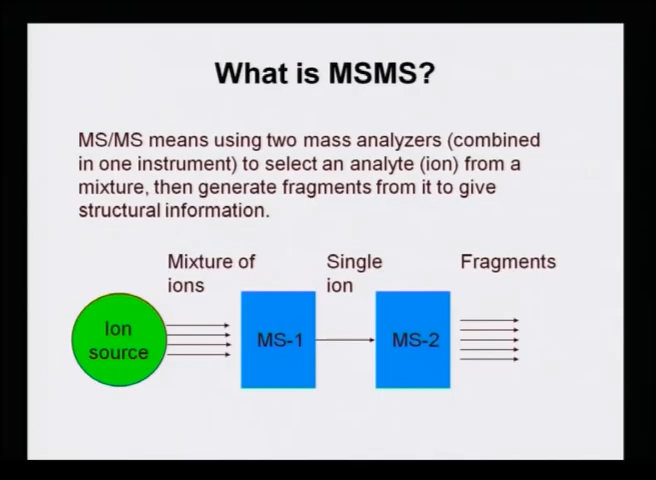 What is MSMS?
MS/MS means using two mass analyzers (combined
in one instrument) to select an analyte (ion) from a
mixture, then generate fragments from it to give
structural information.
Mixture of
ions
Single
ion
Fragments
Ion
source
MS-1
MS-2